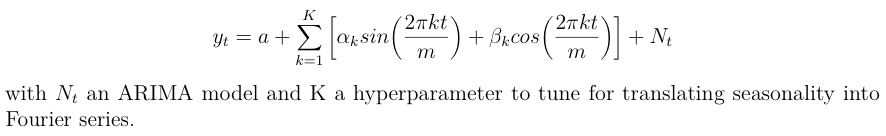 $y_t = a + \sum_{k=1}^{K} \left[ \alpha_k sin\left(\frac{2\pi kt}{m}\right) + \beta_k cos\left(\frac{2\pi kt}{m}\right) \right] + N_t$
with $N_t$ an ARIMA model and K a hyperparameter to tune for translating seasonality into
Fourier series.